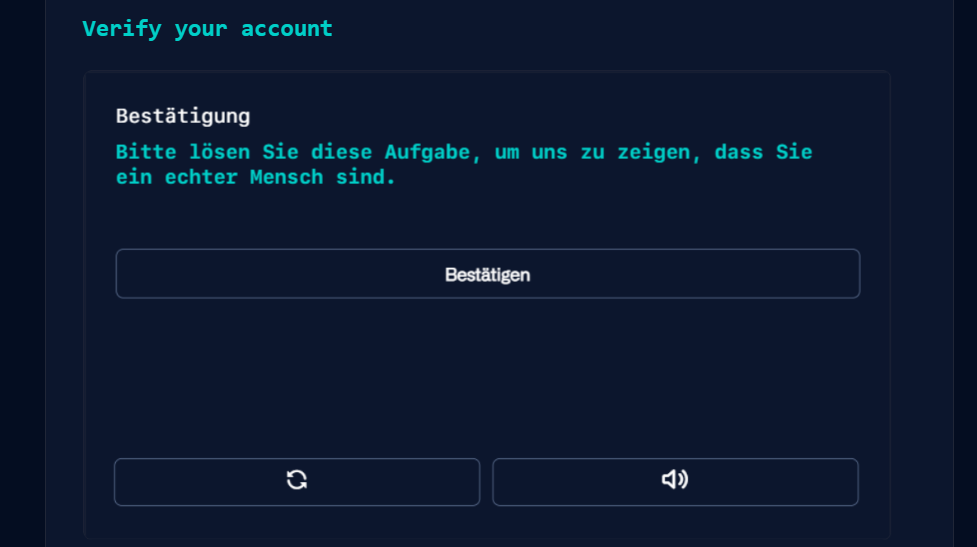 Verify your account
Bestätigung
Bitte lösen Sie diese Aufgabe, um uns zu zeigen, dass Sie
ein echter Mensch sind.
Bestätigen